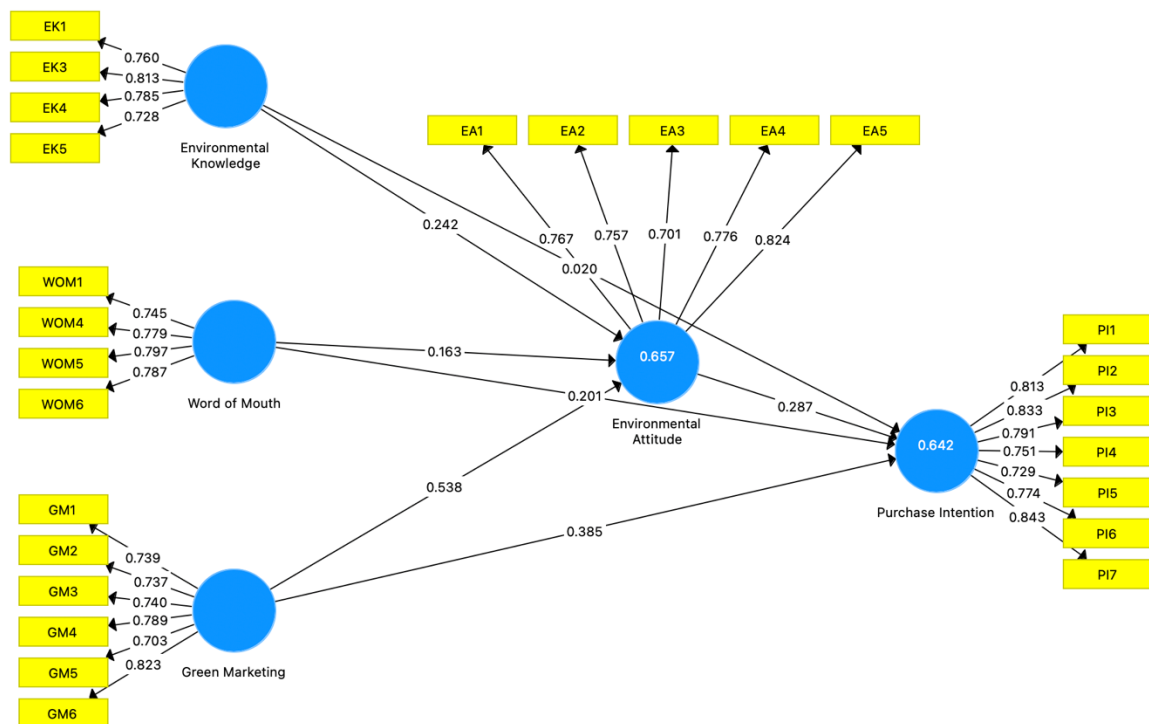 EK1
EK3
EK4
EK5
0.760
0.813
0.785
0.728
Environmental
Knowledge
EA1
EA2
EA3
EA4
EA5
0.242
0.767
0.757
0.701
0.776
0.824
0.020
WOM1
WOM4
WOM5
WOM6
0.745
0.779
0.797
0.787
Word of Mouth
0.163
0.201
0.657
Environmental
Attitude
0.287
0.642
Purchase Intention
PI1
PI2
PI3
PI4
PI5
PI6
PI7
0.813
0.833
0.791
0.751
0.729
0.774
0.843
0.538
0.385
GM1
GM2
GM3
GM4
GM5
GM6
0.739
0.737
0.740
0.789
0.703
0.823
Green Marketing